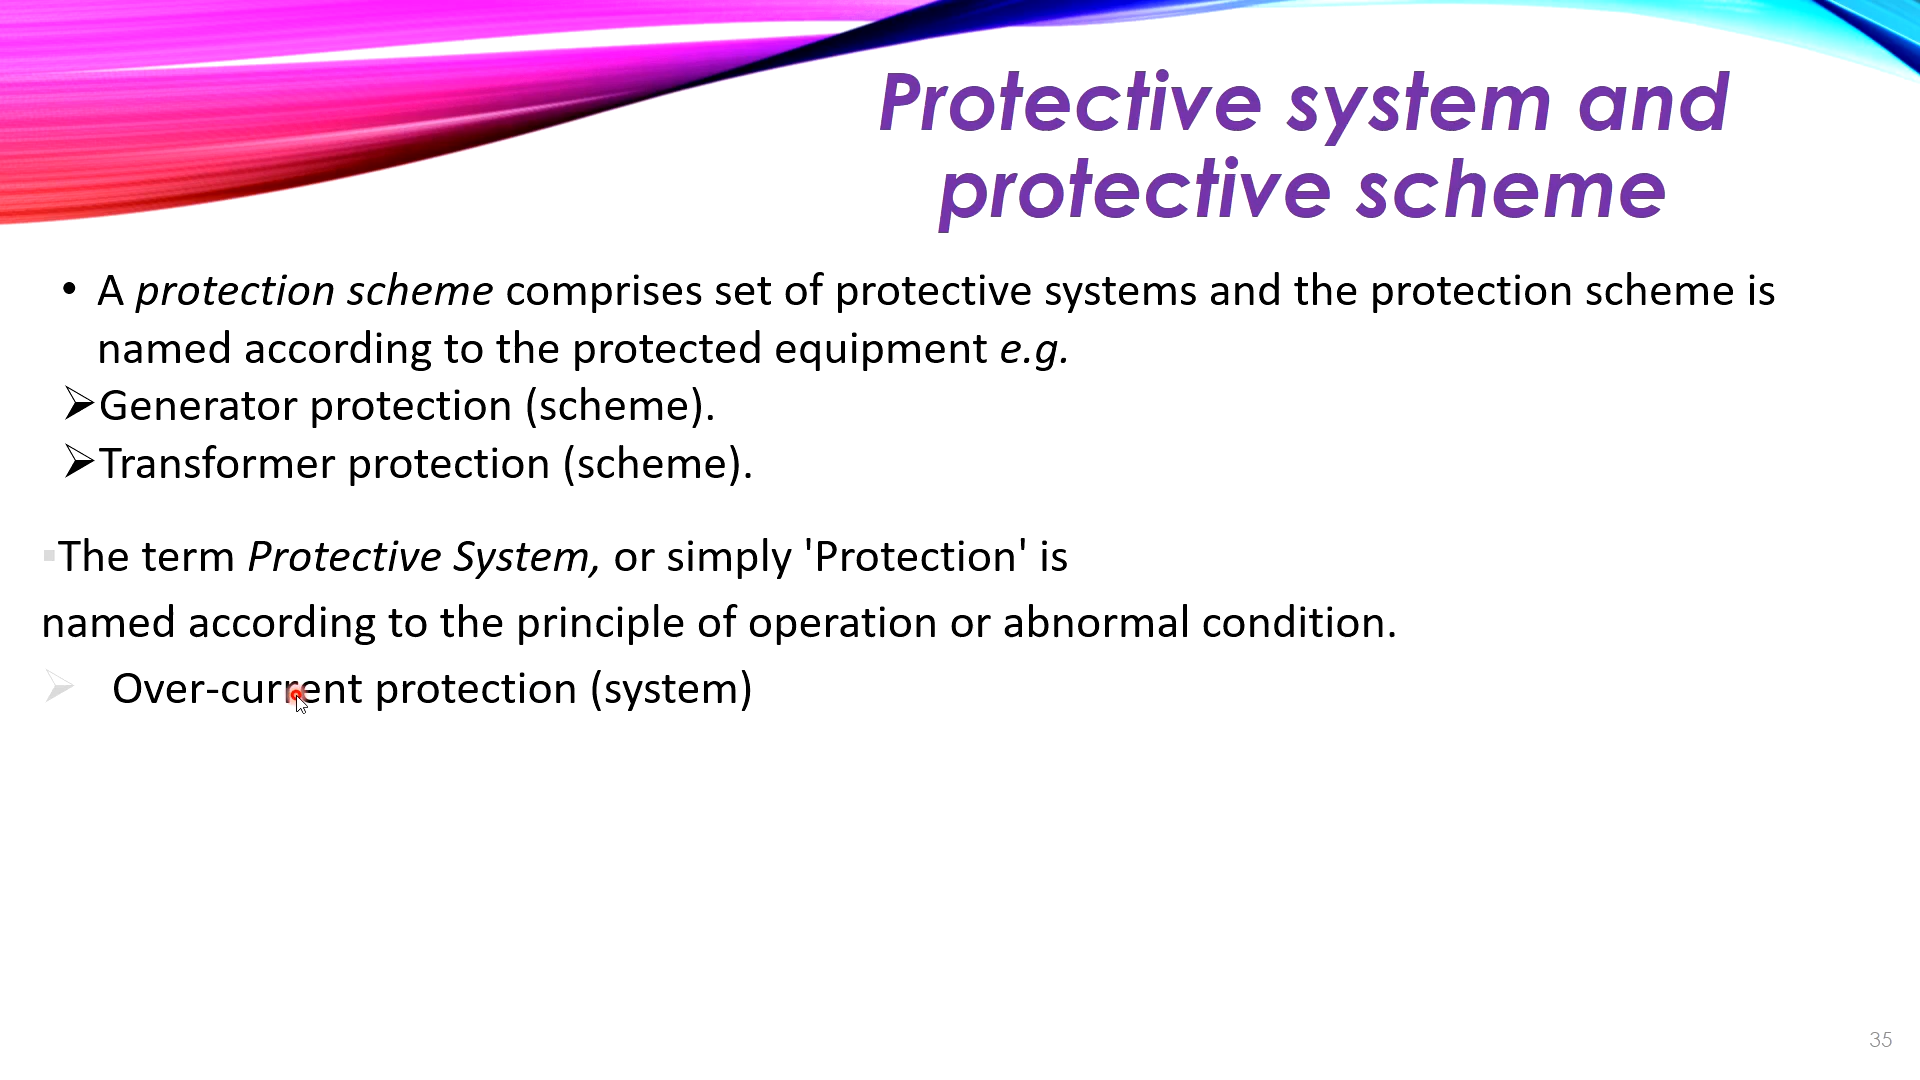 Protective system and
protective scheme
• A protection scheme comprises set of protective systems and the protection scheme is
named according to the protected equipment e.g.
➢Generator protection (scheme).
➢Transformer protection (scheme).
▪The term Protective System, or simply 'Protection' is
named according to the principle of operation or abnormal condition.
➢ Over-current protection (system)
35